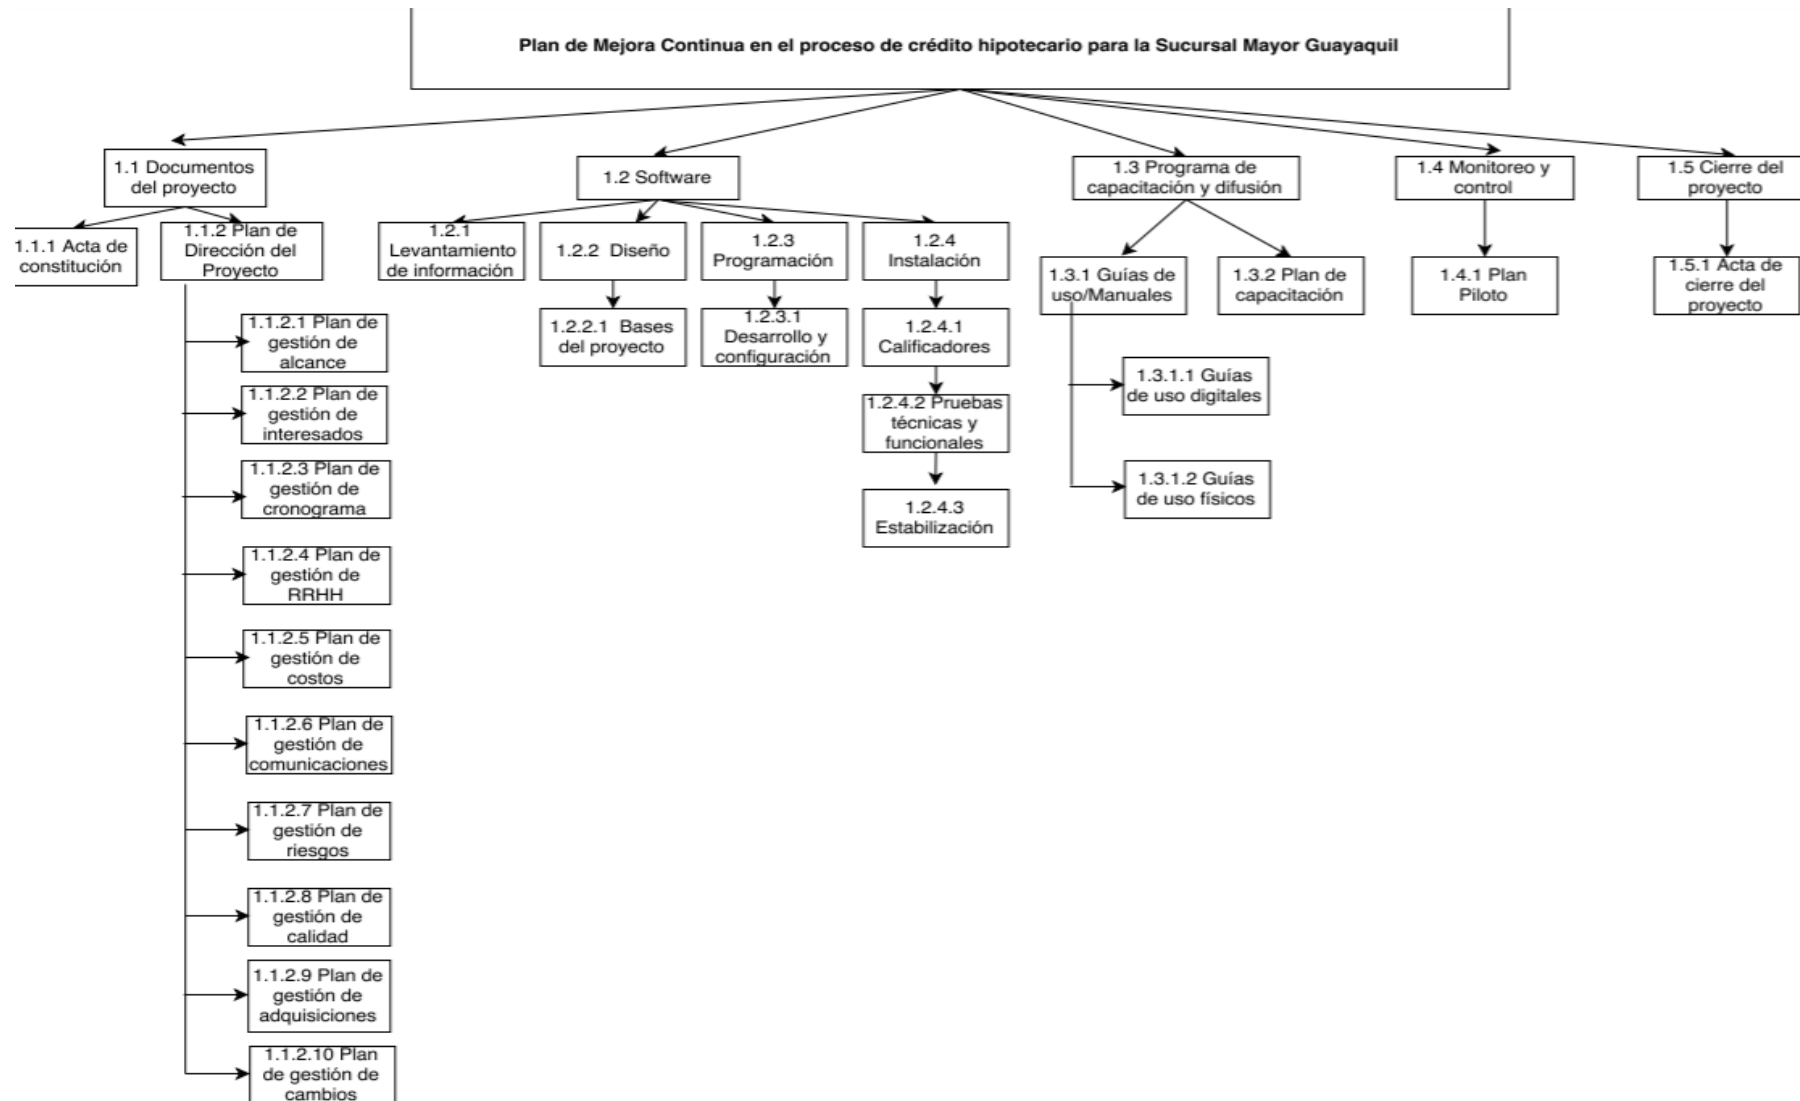 Plan de Mejora Continua en el proceso de crédito hipotecario para la Sucursal Mayor Guayaquil
1.1 Documentos
del proyecto
1.2 Software
1.3 Programa de
capacitación y difusión
1.4 Monitoreo y
control
1.5 Cierre del
proyecto
1.1.1 Acta de
constitución
1.1.2 Plan de
Dirección del
Proyecto
1.2.1
Levantamiento
de información
1.2.2 Diseño
1.2.3
Programación
1.2.4
Instalación
1.3.1 Guías de
uso/Manuales
1.3.2 Plan de
capacitación
1.4.1 Plan
Piloto
1.5.1 Acta de
cierre del
proyecto
1.1.2.1 Plan de
gestión de
alcance
1.1.2.2 Plan de
gestión de
interesados
1.1.2.3 Plan de
gestión de
cronograma
1.1.2.4 Plan de
gestión de
RRHH
1.1.2.5 Plan de
gestión de
costos
1.1.2.6 Plan de
gestión de
comunicaciones
1.1.2.7 Plan de
gestión de
riesgos
1.1.2.8 Plan de
gestión de
calidad
1.1.2.9 Plan de
gestión de
adquisiciones
1.1.2.10 Plan
de gestión de
cambios
1.2.2.1 Bases
del proyecto
1.2.3.1
Desarrollo y
configuración
1.2.4.1
Calificadores
1.2.4.2 Pruebas
técnicas y
funcionales
1.2.4.3
Estabilización
1.3.1.1 Guías
de uso digitales
1.3.1.2 Guías
de uso físicos